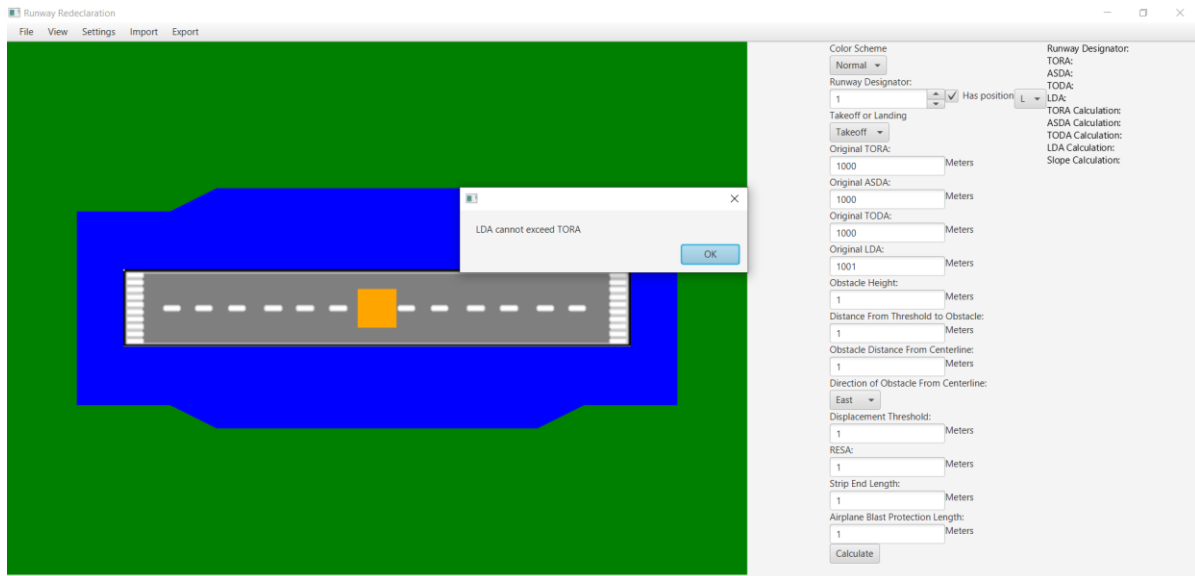 Runway Redeclaration
File View Settings Import Export
Color Scheme
Normal
Runway Designator:
1 Has position L
Takeoff or Landing
Takeoff
Original TORA:
1000 Meters
Original ASDA:
1000 Meters
Original TODA:
1000 Meters
Original LDA:
1001 Meters
Obstacle Height:
1 Meters
Distance From Threshold to Obstacle:
1 Meters
Obstacle Distance From Centerline:
1 Meters
Direction of Obstacle From Centerline:
East
Displacement Threshold:
1 Meters
RESA:
1 Meters
Strip End Length:
1 Meters
Airplane Blast Protection Length:
1 Meters
Calculate
Runway Designator:
TORA:
ASDA:
TODA:
LDA:
TORA Calculation:
ASDA Calculation:
TODA Calculation:
LDA Calculation:
Slope Calculation:
LDA cannot exceed TORA
OK